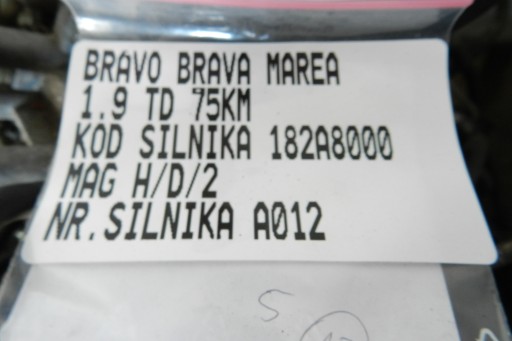 BRAVO BRAVA MAREA
1.9 TD 75KM
KOD SILNIKA 182A8000
MAG H/D/2
NR.SILNIKA A012
S.